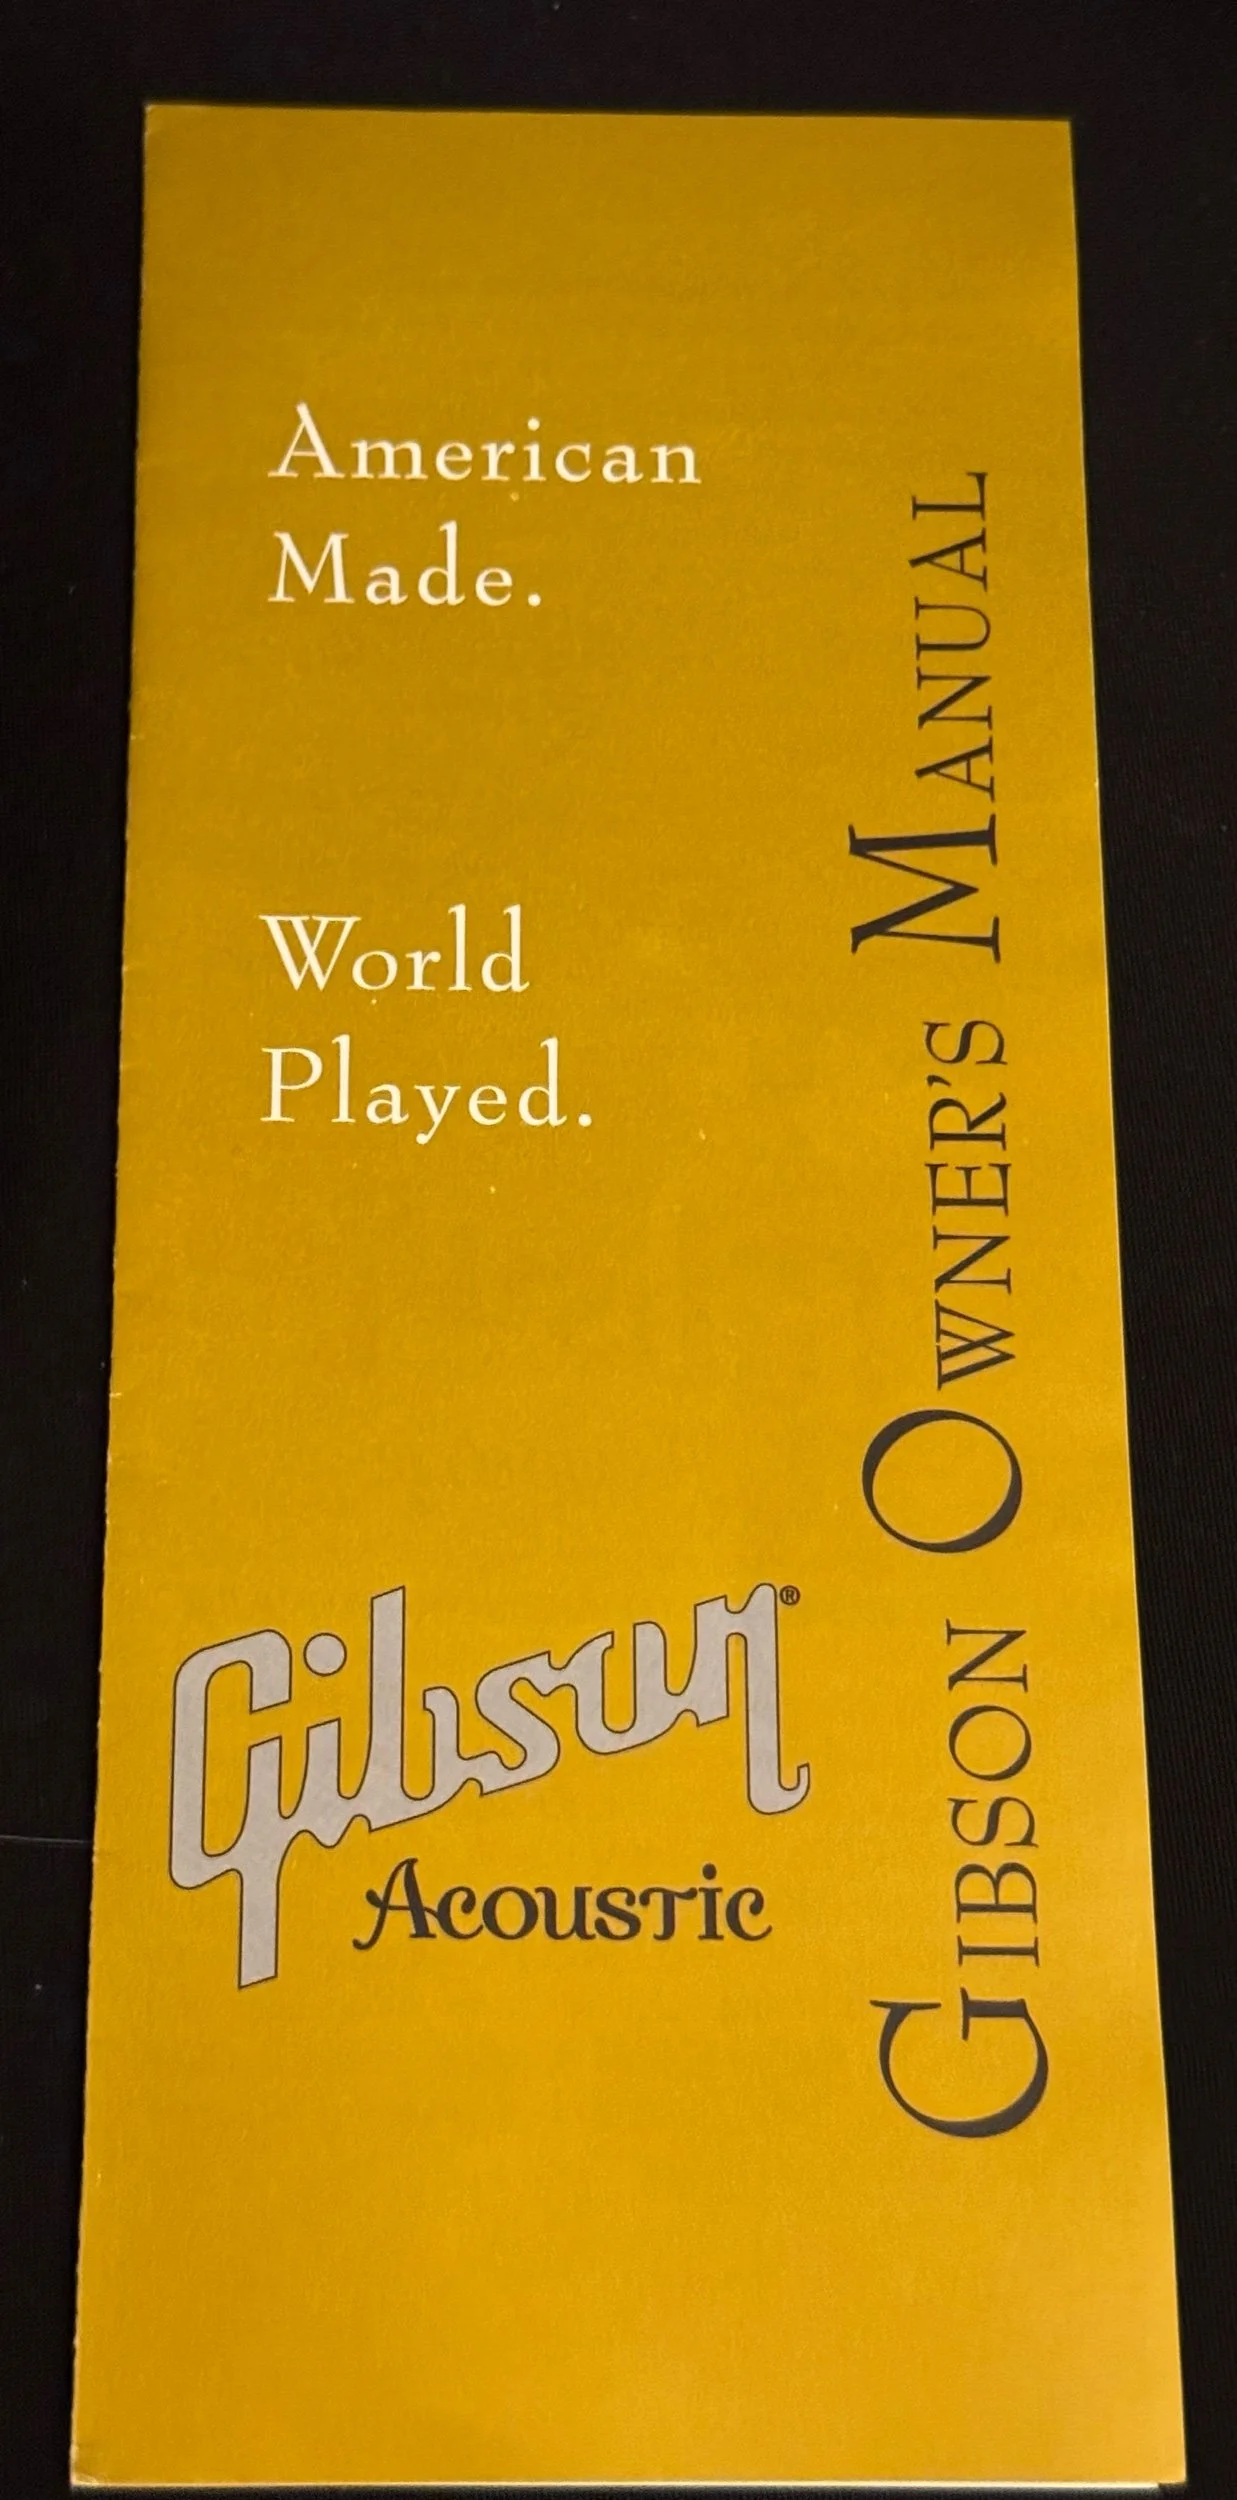 American
Made.
World
Played.
Gibson®
Acoustic
Gibson Owner's Manual